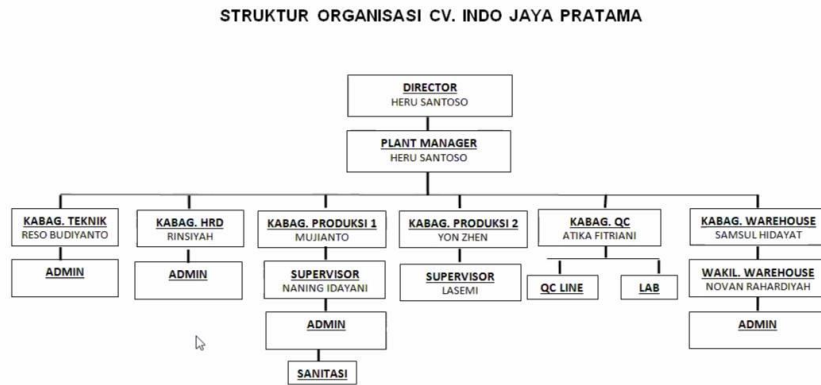 STRUKTUR ORGANISASI CV. INDO JAYA PRATAMA
DIRECTOR
HERU SANTOSO
PLANT MANAGER
HERU SANTOSO
KABAG. TEKNIK
RESO BUDIYANTO
ADMIN
KABAG. HRD
RINSIYAH
ADMIN
KABAG. PRODUKSI 1
MUJIANTO
SUPERVISOR
NANING IDAYANI
ADMIN
SANITASI
KABAG. PRODUKSI 2
YON ZHEN
SUPERVISOR
LASEMI
KABAG. QC
ATIKA FITRIANI
QC LINE
LAB
KABAG. WAREHOUSE
SAMSUL HIDAYAT
WAKIL. WAREHOUSE
NOVAN RAHARDIYAH
ADMIN